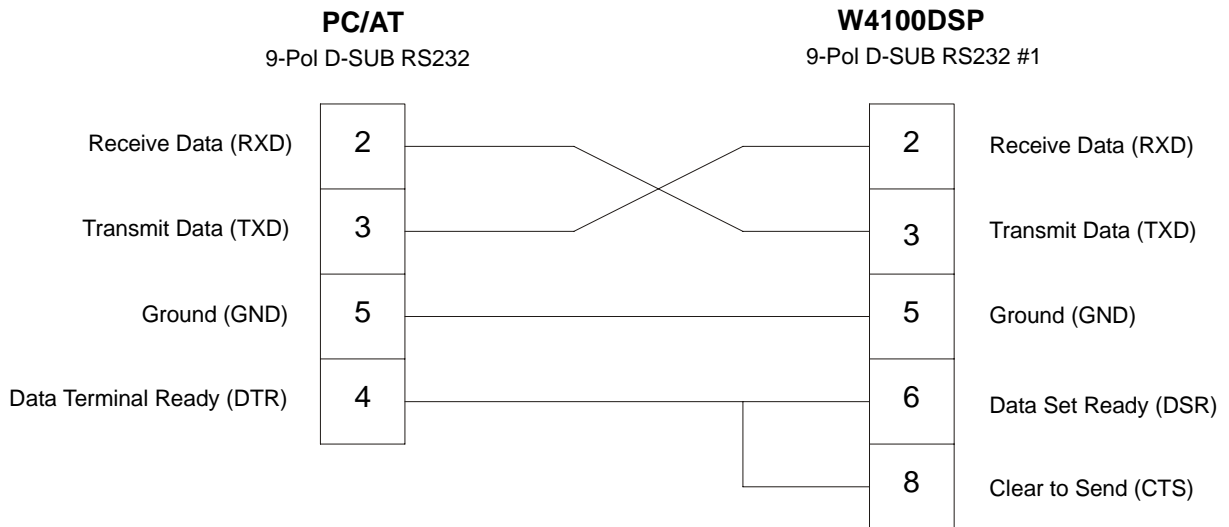 PC/AT
9-Pol D-SUB RS232
W4100DSP
9-Pol D-SUB RS232 #1
Receive Data (RXD)
2
2
Receive Data (RXD)
Transmit Data (TXD)
3
3
Transmit Data (TXD)
Ground (GND)
5
5
Ground (GND)
Data Terminal Ready (DTR)
4
6
Data Set Ready (DSR)
8
Clear to Send (CTS)